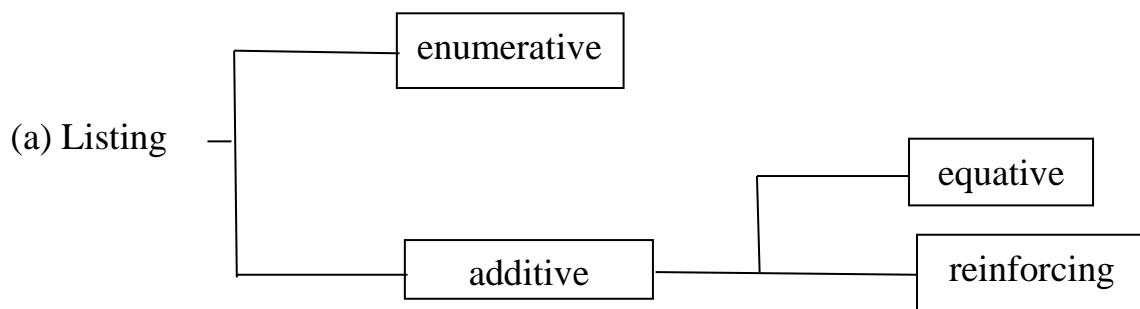 enumerative
(a) Listing
equative
additive
reinforcing